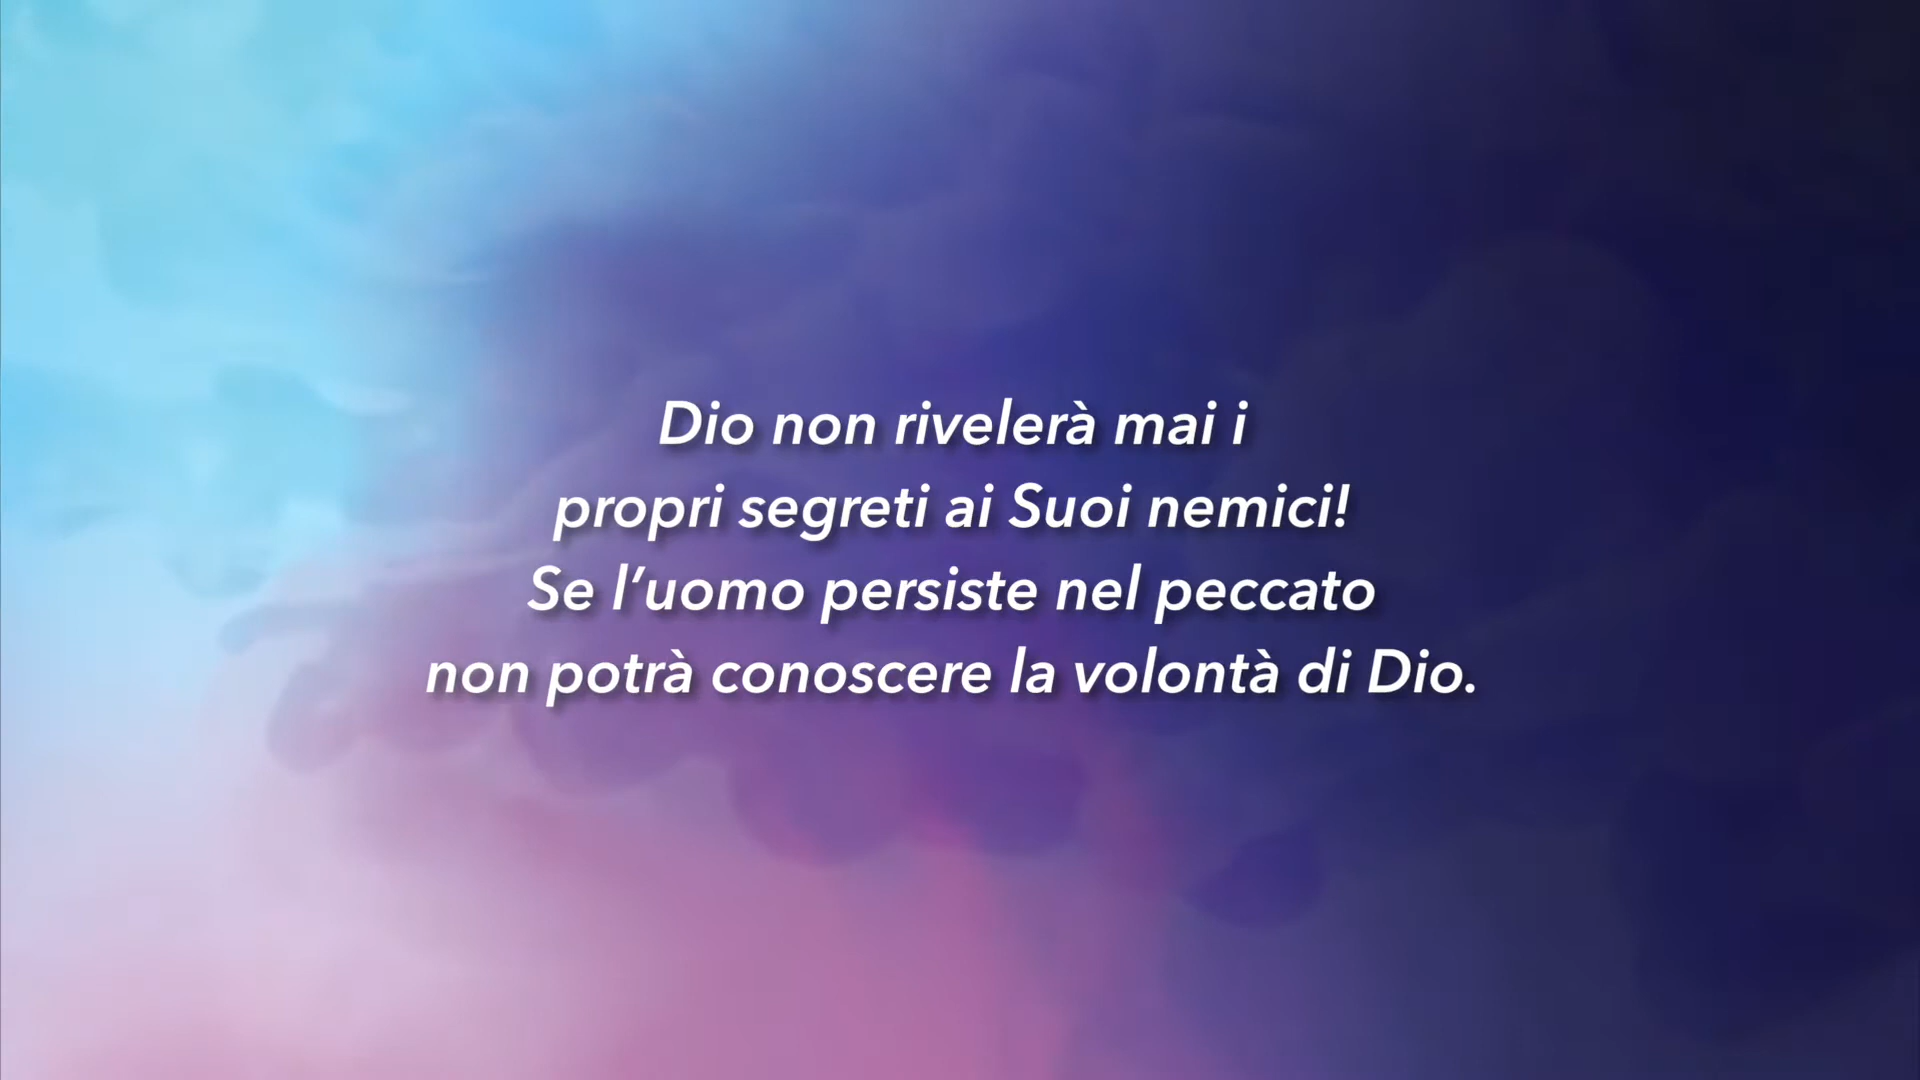 Dio non rivelerà mai i
propri segreti ai Suoi nemici!
Se l’uomo persiste nel peccato
non potrà conoscere la volontà di Dio.